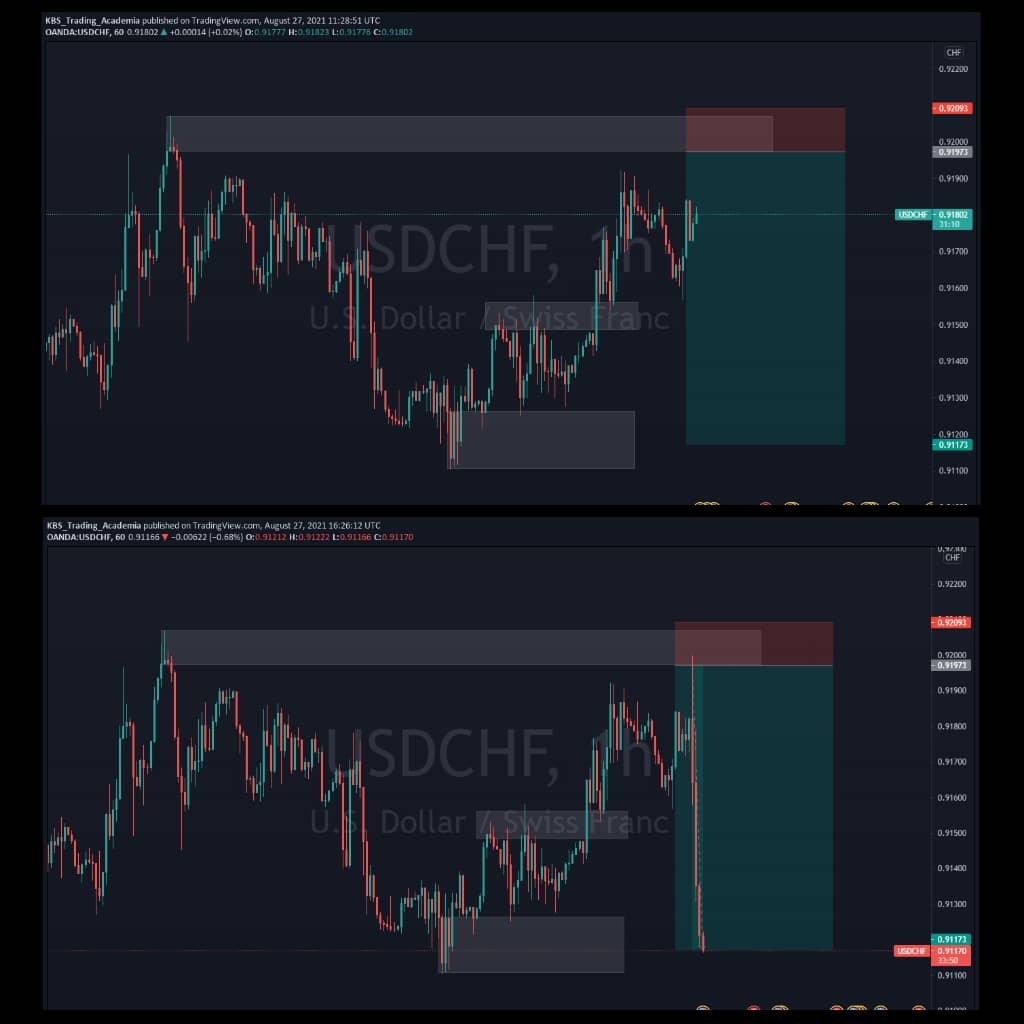 KBS_Trading_Academia published on TradingView.com, August 27, 2021 11:28:51 UTC
OANDA:USDCHF, 60 0.91802 ▲ +0.00014 (+0.02%) O:0.91777 H:0.91823 L:0.91776 C:0.91802
CHF
0.92200
0.92093
0.92000
0.91973
0.91900
USDCHF 0.91802
31:10
0.91700
0.91600
0.91500
0.91400
0.91300
0.91200
0.91173
0.91100
USDCHF, 1h
U.S. Dollar / Swiss Franc
KBS_Trading_Academia published on TradingView.com, August 27, 2021 16:26:12 UTC
OANDA:USDCHF, 60 0.91166 ▼ −0.00622 (−0.68%) O:0.91212 H:0.91222 L:0.91166 C:0.91170
CHF
0.92200
0.92093
0.92000
0.91973
0.91900
0.91800
0.91700
0.91600
0.91500
0.91400
0.91300
0.91173
USDCHF 0.91170
33:50
0.91100
USDCHF, 1h
U.S. Dollar / Swiss Franc